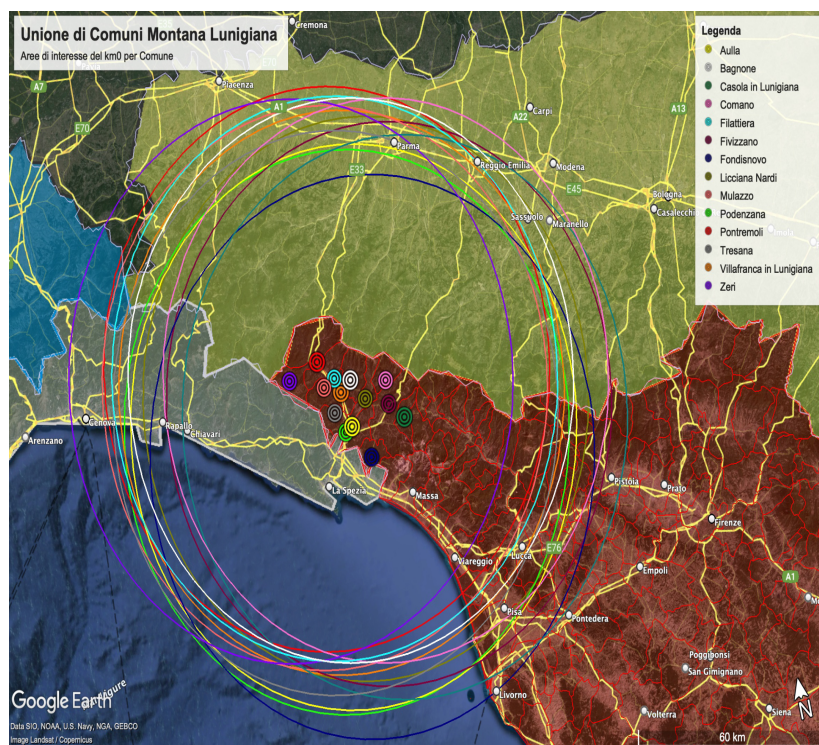 Unione di Comuni Montana Lunigiana
Aree di interesse del km0 per Comune
Legenda
Aulla
Bagnone
Casola in Lunigiana
Comano
Filattiera
Fivizzano
Fondisnovo
Licciana Nardi
Mulazzo
Podenzana
Pontremoli
Tresana
Villafranca in Lunigiana
Zeri
Cremona
A7
Piacenza
A1
E70
A22
Carpi
A13
Parma
E33
Reggio Emilia
Modena
E45
Bologna
Casalecchi
Sassuolo
Maranello
Imola
Genova
Arenzano
Rapallo
Chiavari
La Spezia
Massa
Pistoia
Prato
Firenze
Viareggio
Lucca
E76
Empoli
A1
Pisa
Pontedera
Poggibonsi
San Gimignano
Livorno
Volterra
Siena
N
60 km
Google Earth
Data SIO, NOAA, U.S. Navy, NGA, GEBCO
Image Landsat / Copernicus